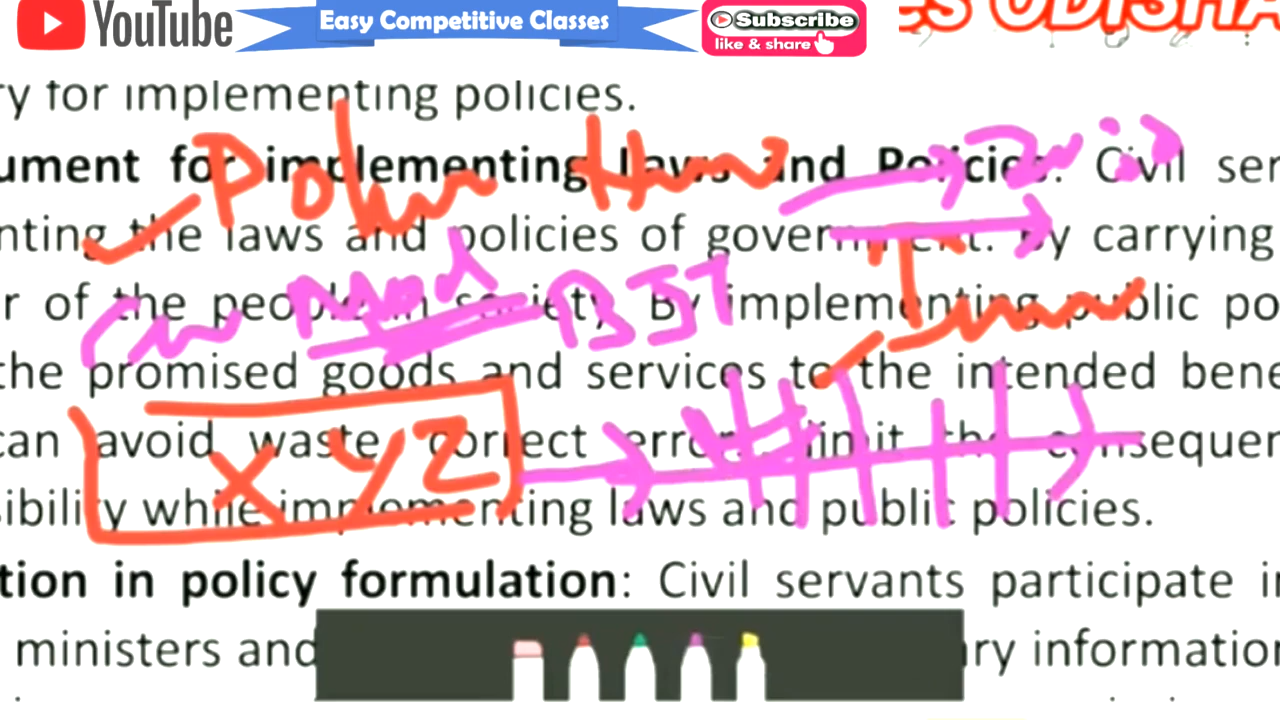 YouTube Easy Competitive Classes Subscribe ES ODISHA
like & share
ry for implementing policies.
ument for implementing Laws and Policies: Civil ser
nting the laws and policies of government. By carrying
r of the people in society. By implementing public po
the promised goods and services to the intended bene
can avoid waste, correct errors, limit the consequen
sibility while implementing laws and public policies.
XYZ
tion in policy formulation: Civil servants participate in
ministers and ry information